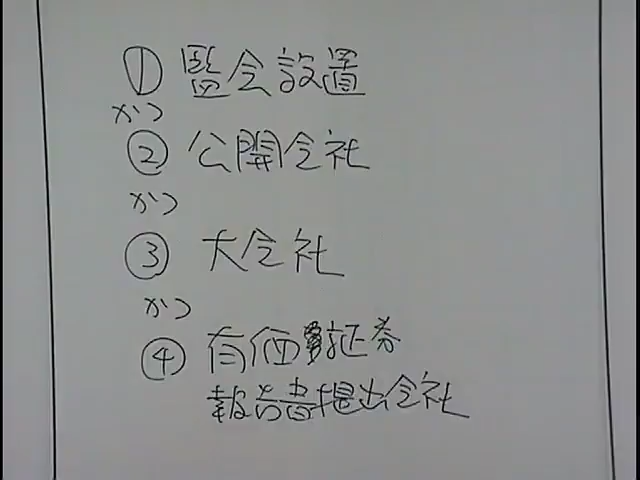 ① 監会設置
かつ
② 公開会社
かつ
③ 大会社
かつ
④ 有価証券
報告書提出会社